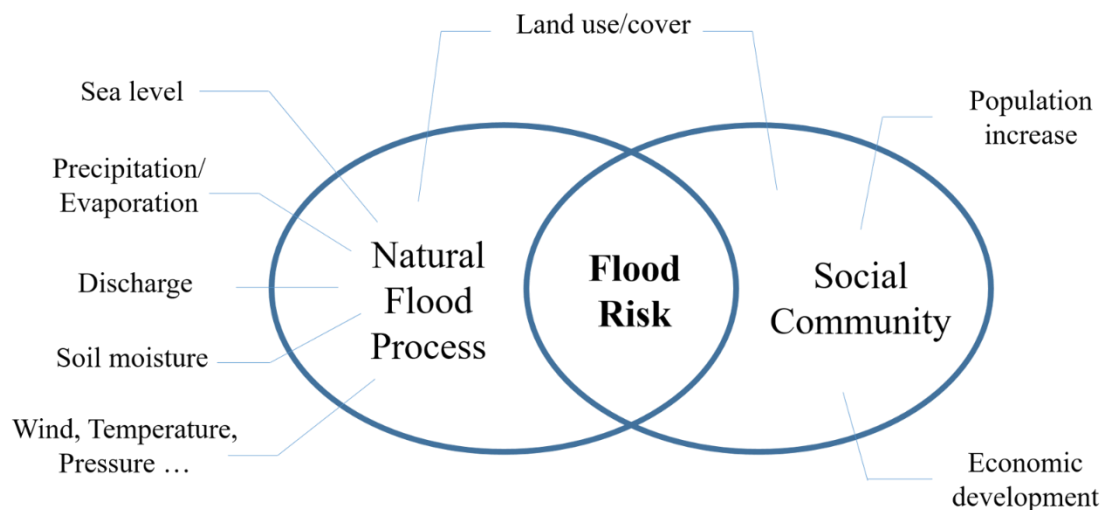 Land use/cover
Sea level
Precipitation/
Evaporation
Discharge
Soil moisture
Wind, Temperature,
Pressure …
Natural
Flood
Process
Flood
Risk
Social
Community
Population
increase
Economic
development